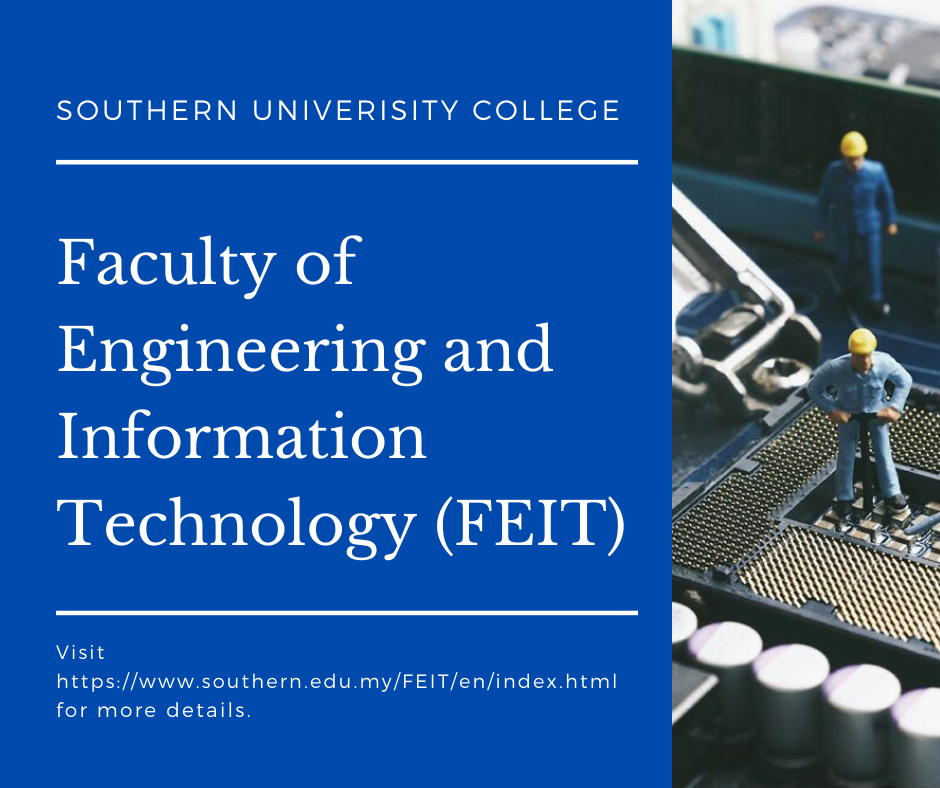 SOUTHERN UNIVERISITY COLLEGE
Faculty of
Engineering and
Information
Technology (FEIT)
Visit
https://www.southern.edu.my/FEIT/en/index.html
for more details.